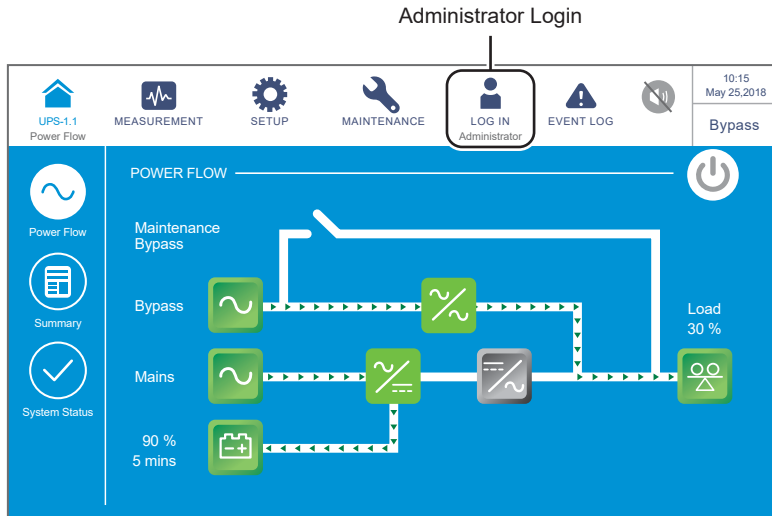 Administrator Login
UPS-1.1
Power Flow
MEASUREMENT
SETUP
MAINTENANCE
LOG IN
Administrator
EVENT LOG
10:15
May 25,2018
Bypass
Power Flow
Summary
System Status
POWER FLOW
Maintenance
Bypass
Bypass
Load
30 %
Mains
90 %
5 mins